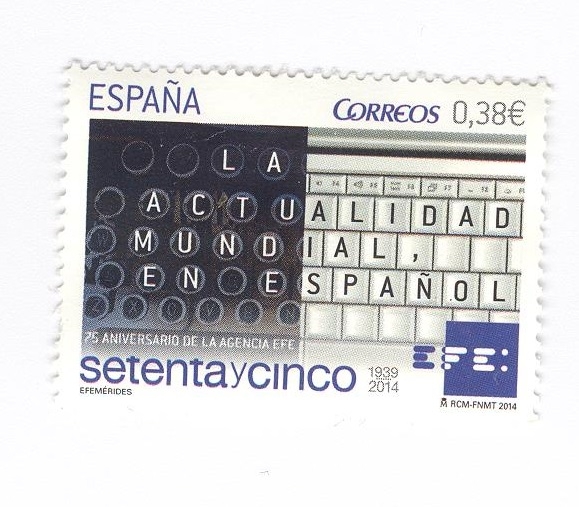 ESPAÑA CORREOS 0,38€
LA
ACTUALIDAD
MUNDIAL,
EN ESPAÑOL
75 ANIVERSARIO DE LA AGENCIA EFE
setentaycinco 1939 2014
EFE:
EFEMÉRIDES
RCM-FNMT 2014